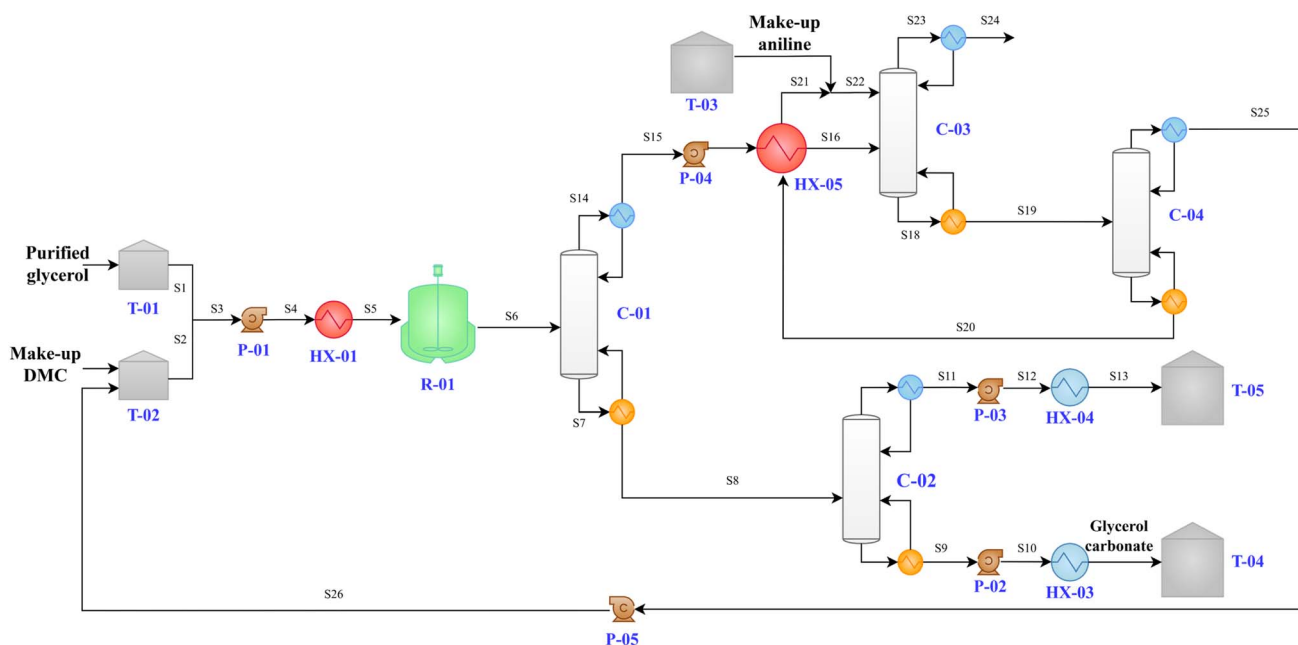 S23
S24
Make-up
aniline
S21
S22
T-03
C-03
S15
S16
S25
P-04
HX-05
S14
S18
S19
C-04
Purified
glycerol
S1
T-01
S3
S4
S5
S6
C-01
S2
P-01
HX-01
S20
Make-up
DMC
R-01
T-02
S7
S11
S12
S13
P-03
HX-04
T-05
S8
C-02
Glycerol
carbonate
S9
S10
T-04
P-02
HX-03
S26
P-05
C
C
C
C
C